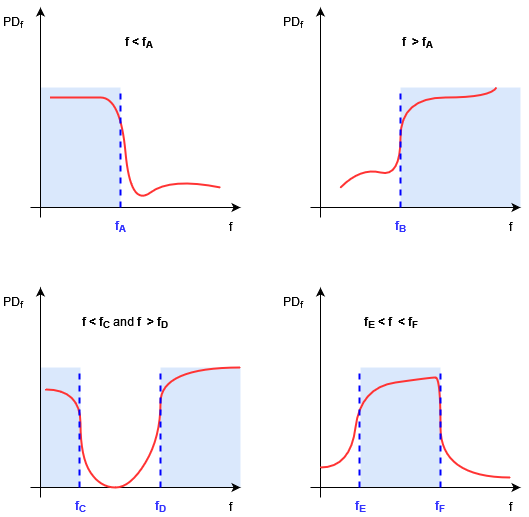 PDf
f < fA
fA
f
PDf
f > fA
fB
f
PDf
f < fC and f > fD
fC
fD
f
PDf
fE < f < fF
fE
fF
f